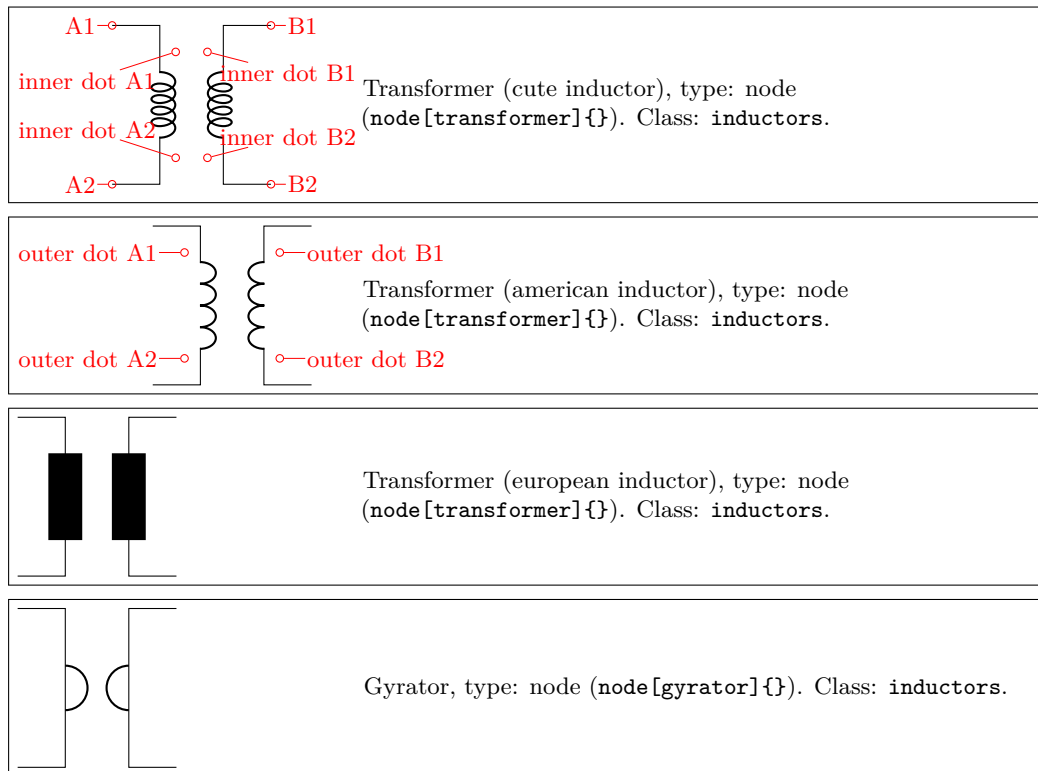 A1
B1
inner dot A1
inner dot B1
inner dot A2
inner dot B2
A2
B2
Transformer (cute inductor), type: node
(node[transformer]{}). Class: inductors.
outer dot A1
outer dot B1
outer dot A2
outer dot B2
Transformer (american inductor), type: node
(node[transformer]{}). Class: inductors.
Transformer (european inductor), type: node
(node[transformer]{}). Class: inductors.
Gyrator, type: node (node[gyrator]{}). Class: inductors.